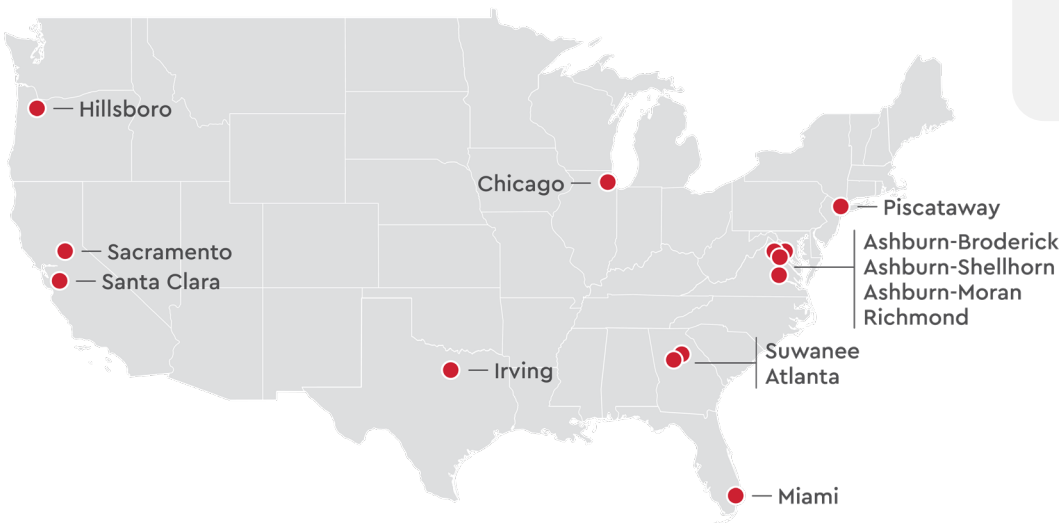 Hillsboro
Chicago
Piscataway
Sacramento
Santa Clara
Ashburn-Broderick
Ashburn-Shellhorn
Ashburn-Moran
Richmond
Suwanee
Atlanta
Irving
Miami